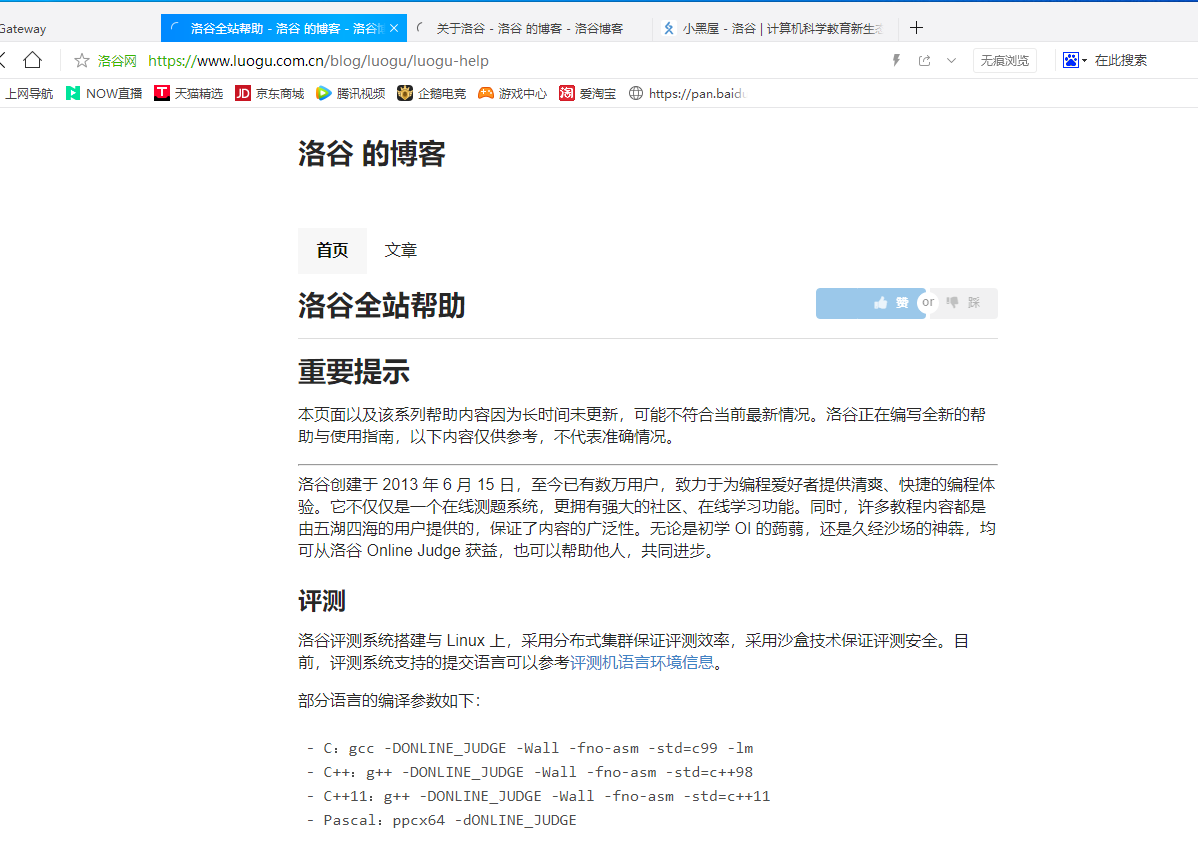 Gateway
洛谷全站帮助 - 洛谷 的博客 - 洛谷
关于洛谷 - 洛谷 的博客 - 洛谷博客
小黑屋 - 洛谷 | 计算机科学教育新生态
洛谷网 https://www.luogu.com.cn/blog/luogu/luogu-help 无痕浏览 在此搜索
上网导航 NOW直播 天猫精选 京东商城 腾讯视频 企鹅电竞 游戏中心 爱淘宝 https://pan.baidu
洛谷 的博客
首页 文章
洛谷全站帮助
赞 or 踩
重要提示
本页面以及该系列帮助内容因为长时间未更新，可能不符合当前最新情况。洛谷正在编写全新的帮
助与使用指南，以下内容仅供参考，不代表准确情况。
洛谷创建于 2013 年 6 月 15 日，至今已有数万用户，致力于为编程爱好者提供清爽、快捷的编程体
验。它不仅仅是一个在线测题系统，更拥有强大的社区、在线学习功能。同时，许多教程内容都是
由五湖四海的用户提供的，保证了内容的广泛性。无论是初学 OI 的蒟蒻，还是久经沙场的神犇，均
可从洛谷 Online Judge 获益，也可以帮助他人，共同进步。
评测
洛谷评测系统搭建与 Linux 上，采用分布式集群保证评测效率，采用沙盒技术保证评测安全。目
前，评测系统支持的提交语言可以参考评测机语言环境信息。
部分语言的编译参数如下：
- C：gcc -DONLINE_JUDGE -Wall -fno-asm -std=c99 -lm
- C++：g++ -DONLINE_JUDGE -Wall -fno-asm -std=c++98
- C++11：g++ -DONLINE_JUDGE -Wall -fno-asm -std=c++11
- Pascal：ppcx64 -dONLINE_JUDGE